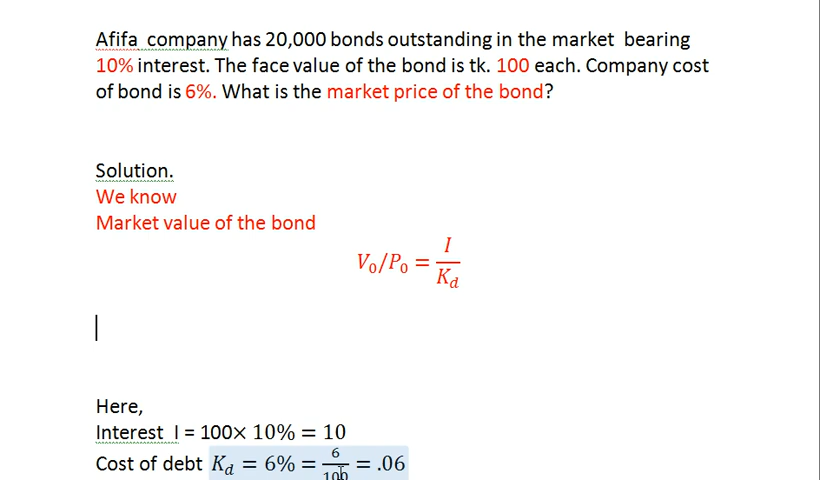 Afifa company has 20,000 bonds outstanding in the market bearing
10% interest. The face value of the bond is tk. 100 each. Company cost
of bond is 6%. What is the market price of the bond?
Solution.
We know
Market value of the bond
V₀/P₀ = I/K_d
Here,
Interest I = 100× 10% = 10
Cost of debt K_d = 6% = 6/100 = .06